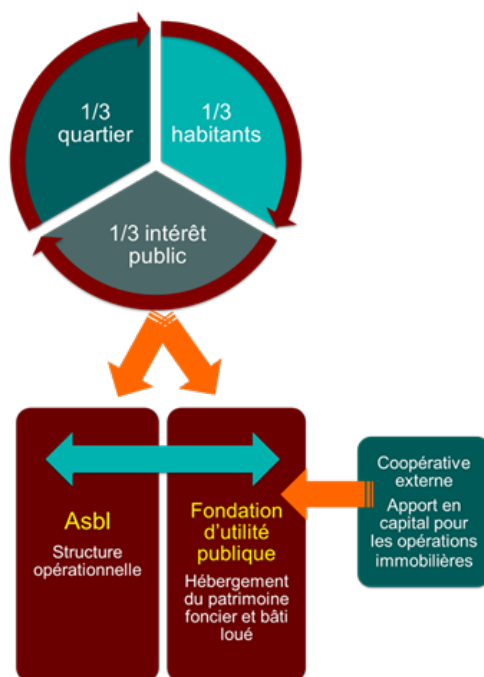 1/3
quartier
1/3
habitants
1/3 intérêt
public
Asbl
Structure
opérationnelle
Fondation
d'utilité
publique
Hébergement
du patrimoine
foncier et bâti
loué
Coopérative
externe
Apport en
capital pour
les opérations
immobilières